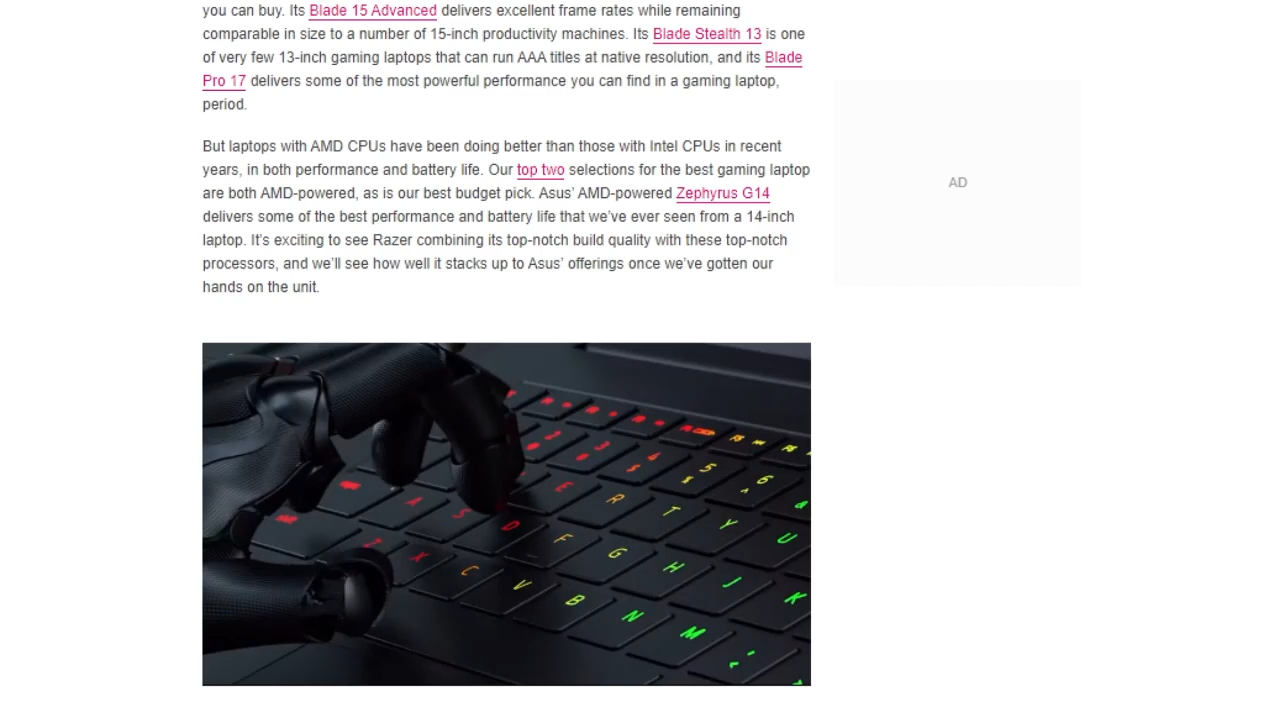 you can buy. Its Blade 15 Advanced delivers excellent frame rates while remaining
comparable in size to a number of 15-inch productivity machines. Its Blade Stealth 13 is one
of very few 13-inch gaming laptops that can run AAA titles at native resolution, and its Blade
Pro 17 delivers some of the most powerful performance you can find in a gaming laptop,
period.
But laptops with AMD CPUs have been doing better than those with Intel CPUs in recent
years, in both performance and battery life. Our top two selections for the best gaming laptop
are both AMD-powered, as is our best budget pick. Asus’ AMD-powered Zephyrus G14
delivers some of the best performance and battery life that we’ve ever seen from a 14-inch
laptop. It’s exciting to see Razer combining its top-notch build quality with these top-notch
processors, and we’ll see how well it stacks up to Asus’ offerings once we’ve gotten our
hands on the unit.
AD
3 4 5 6
E R T Y U
A S D F G H J K
Z X C V B N M